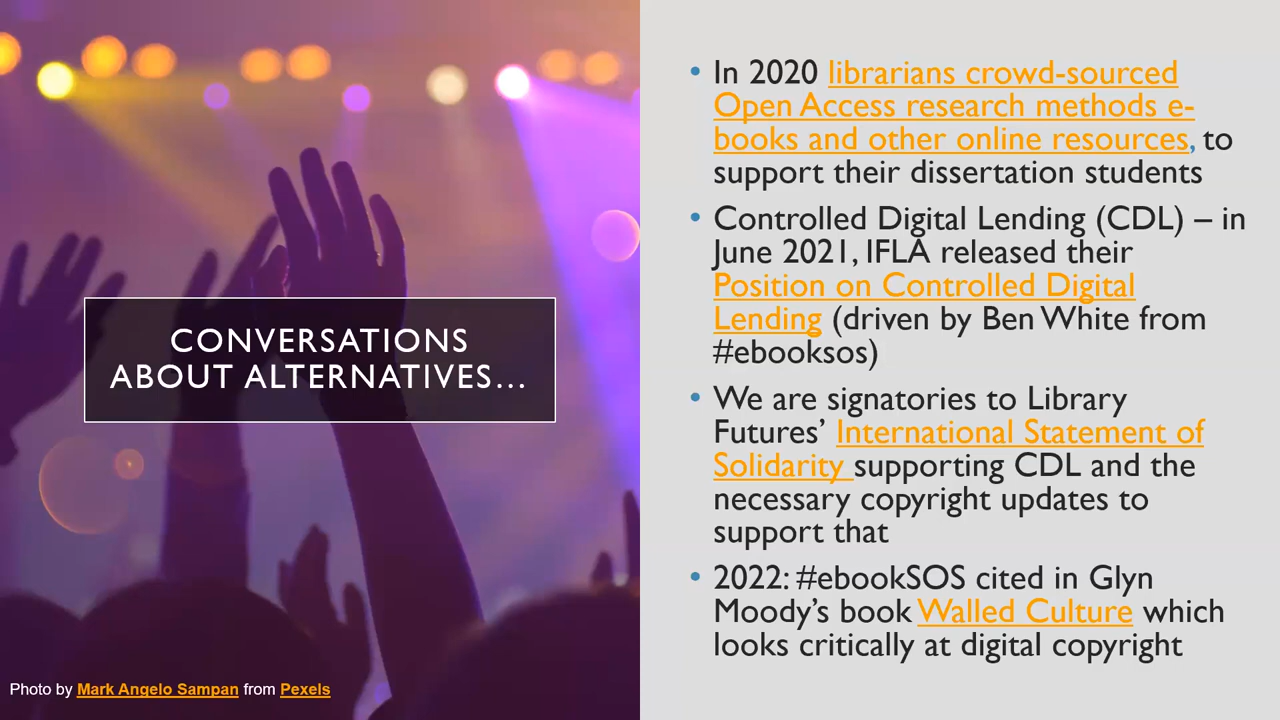 CONVERSATIONS
ABOUT ALTERNATIVES...
Photo by Mark Angelo Sampan from Pexels
• In 2020 librarians crowd-sourced
Open Access research methods e-
books and other online resources, to
support their dissertation students
• Controlled Digital Lending (CDL) – in
June 2021, IFLA released their
Position on Controlled Digital
Lending (driven by Ben White from
#ebooksos)
• We are signatories to Library
Futures’ International Statement of
Solidarity supporting CDL and the
necessary copyright updates to
support that
• 2022: #ebookSOS cited in Glyn
Moody’s book Walled Culture which
looks critically at digital copyright